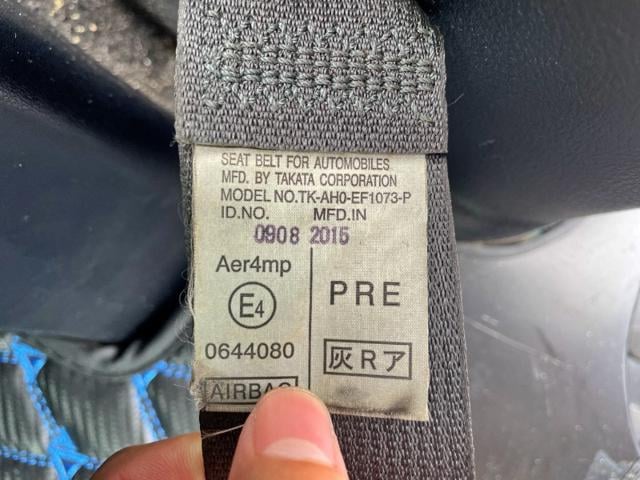 SEAT BELT FOR AUTOMOBILES
MFD. BY TAKATA CORPORATION
MODEL NO.TK-AH0-EF1073-P
ID.NO. MFD.IN
0908 2015
Aer4mp
E4
0644080
AIRBAG
PRE
灰Rア